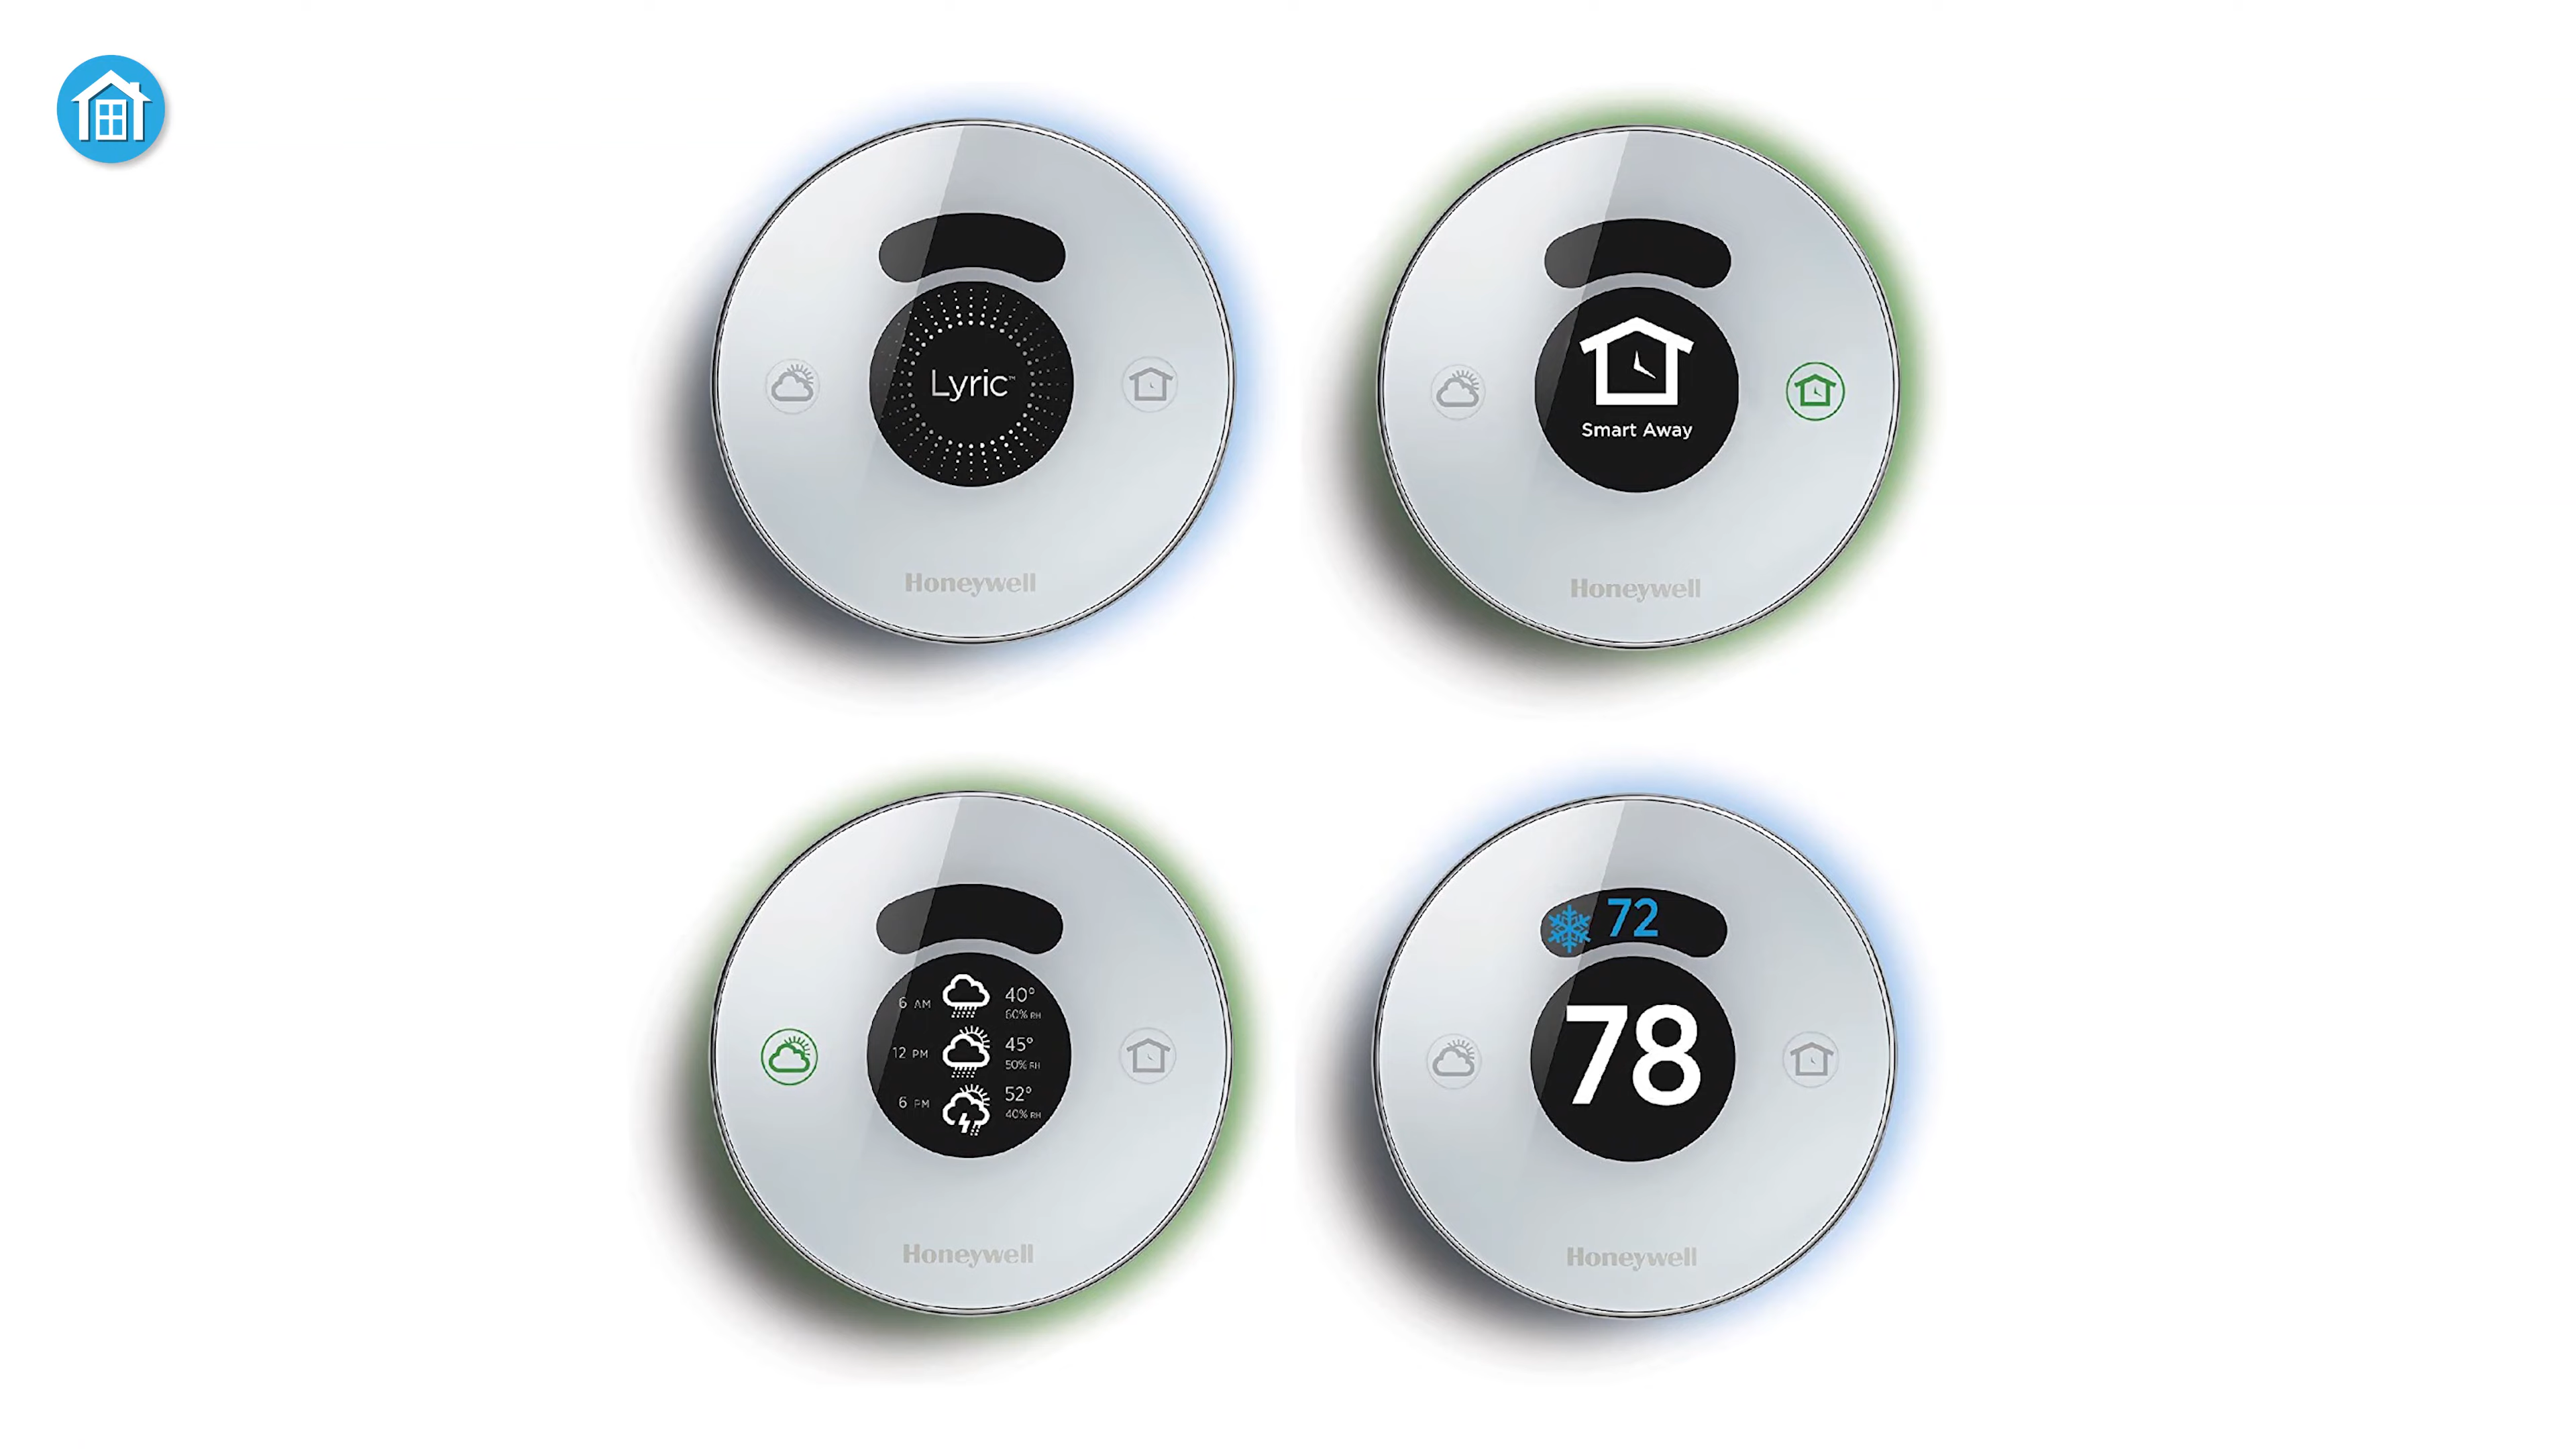 Lyric™
Honeywell
Smart Away
Honeywell
6 AM 40°
60% RH
12 PM 45°
50% RH
6 PM 52°
40% RH
Honeywell
72
78
Honeywell